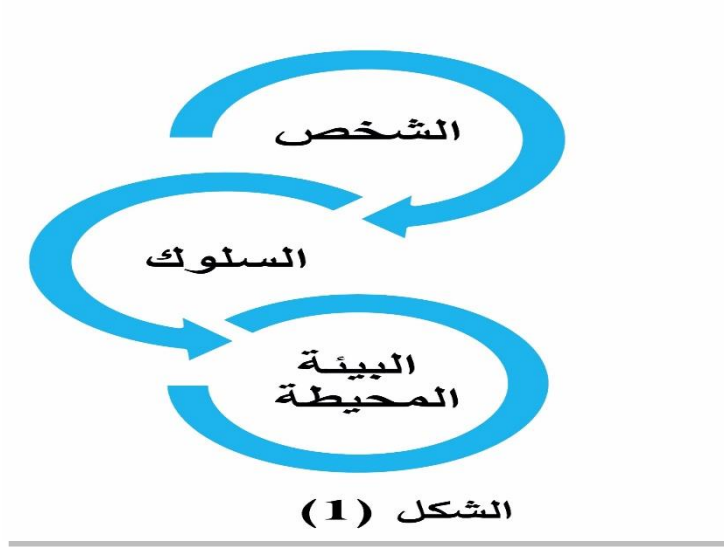 الشخص
السلوك
البيئة
المحيطة
الشكل (1)